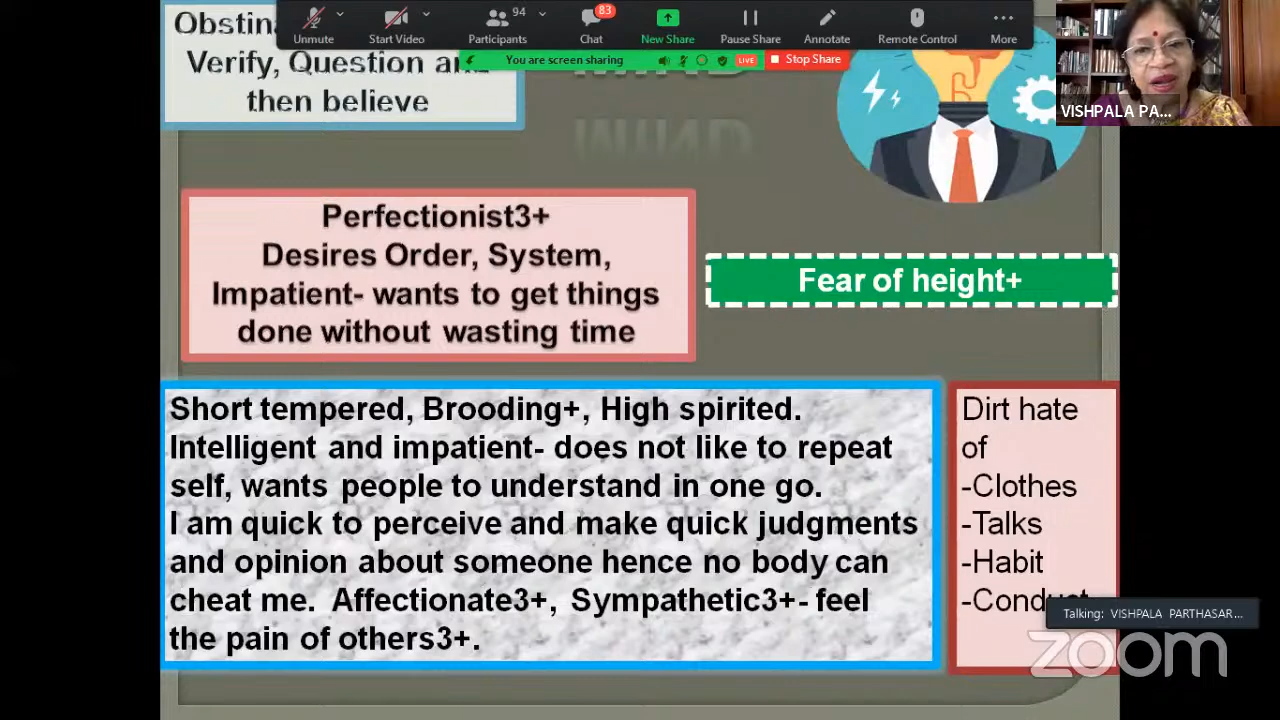 Unmute
Start Video
94
Participants
83
Chat
New Share
Pause Share
Annotate
Remote Control
More
You are screen sharing
LIVE
Stop Share
VISHPALA PA...
Verify, Question
then believe
MIND
Perfectionist3+
Desires Order, System,
Impatient- wants to get things
done without wasting time
Fear of height+
Short tempered, Brooding+, High spirited.
Intelligent and impatient- does not like to repeat
self, wants people to understand in one go.
I am quick to perceive and make quick judgments
and opinion about someone hence no body can
cheat me. Affectionate3+, Sympathetic3+- feel
the pain of others3+.
Dirt hate
of
-Clothes
-Talks
-Habit
-Conduct
Talking: VISHPALA PARTHASAR...
zoom